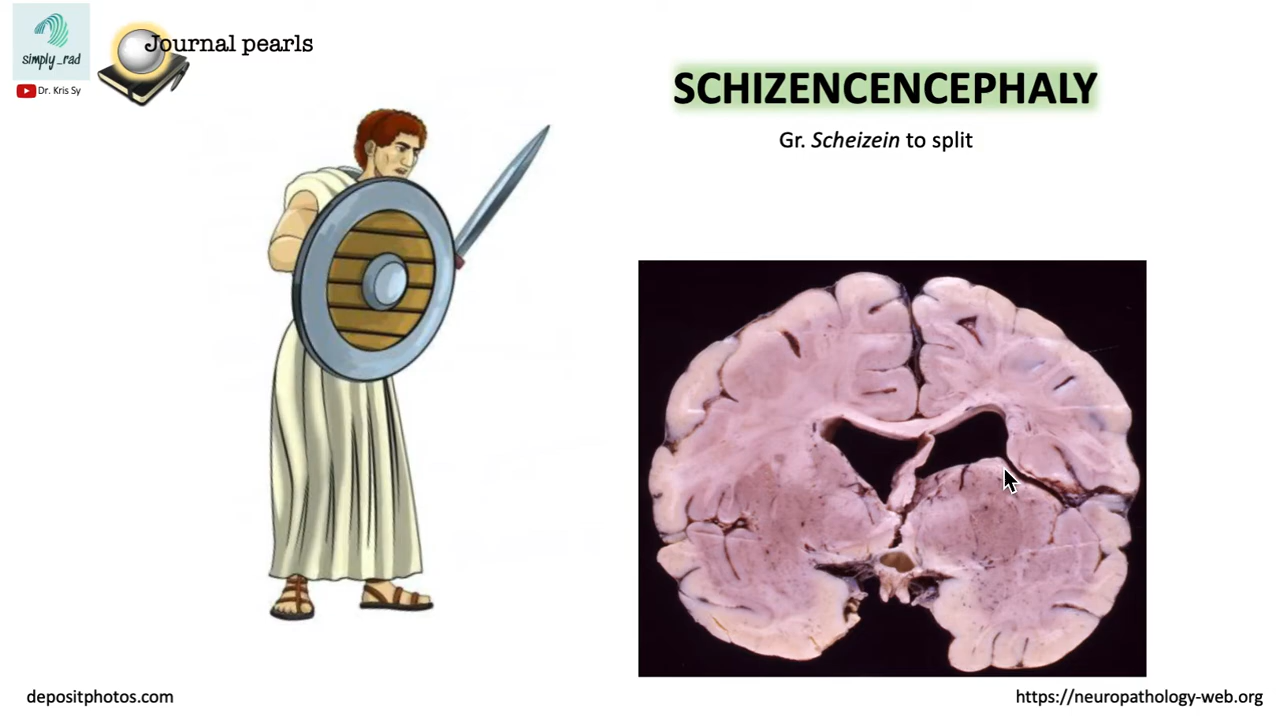 simply_rad
Dr. Kris Sy
Journal pearls
SCHIZENCENCEPHALY
Gr. Scheizein to split
depositphotos.com
https://neuropathology-web.org